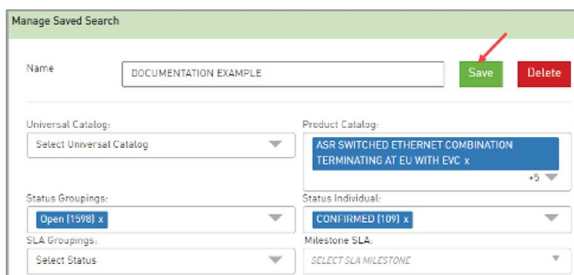 Manage Saved Search
Name
DOCUMENTATION EXAMPLE
Save
Delete
Universal Catalog:
Product Catalog:
Select Universal Catalog
ASR SWITCHED ETHERNET COMBINATION
TERMINATING AT EU WITH EVC x
+5
Status Groupings:
Status Individual:
Open (1598) x
CONFIRMED (109) x
SLA Groupings:
Milestone SLA:
Select Status
SELECT SLA MILESTONE